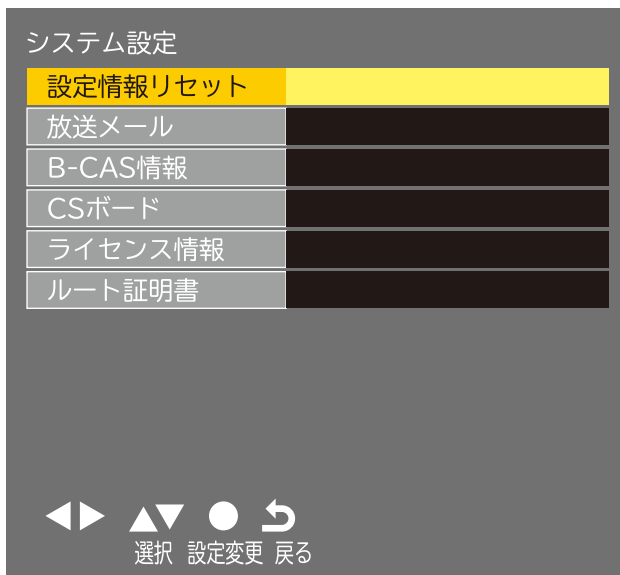 システム設定
設定情報リセット
放送メール
B-CAS情報
CSボード
ライセンス情報
ルート証明書
選択 設定変更 戻る